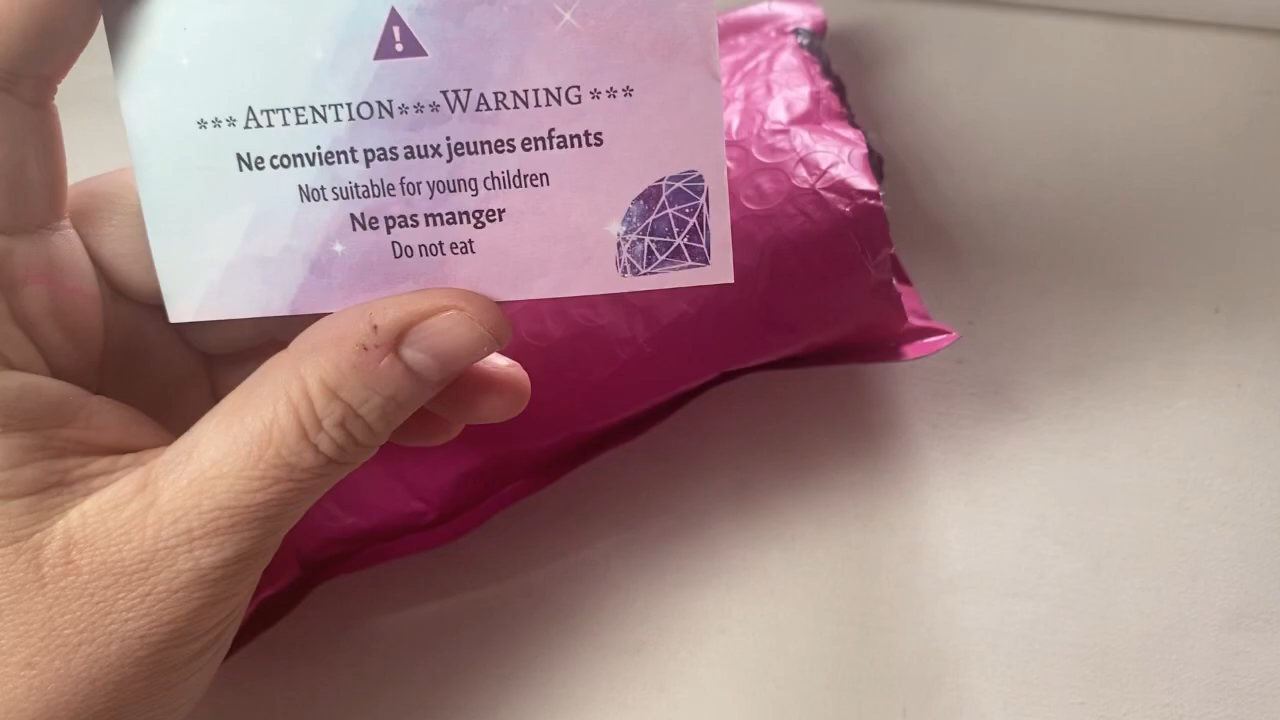 ***ATTENTION***WARNING***
Ne convient pas aux jeunes enfants
Not suitable for young children
Ne pas manger
Do not eat